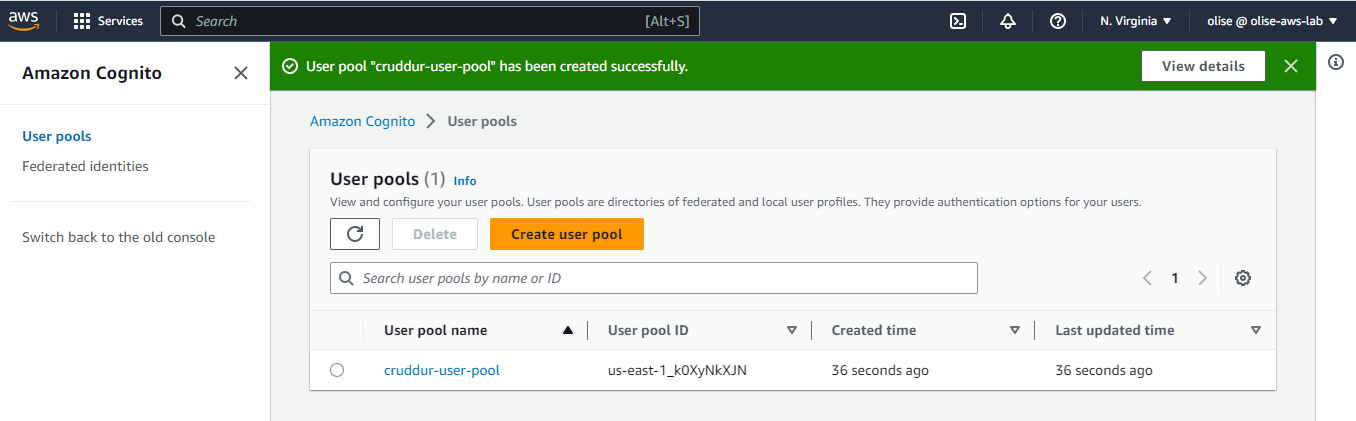 aws Services Search [Alt+S] N. Virginia olise @ olise-aws-lab
Amazon Cognito
User pools
Federated identities
Switch back to the old console
User pool "cruddur-user-pool" has been created successfully. View details
Amazon Cognito User pools
User pools (1) Info
View and configure your user pools. User pools are directories of federated and local user profiles. They provide authentication options for your users.
Delete Create user pool
Search user pools by name or ID 1
User pool name User pool ID Created time Last updated time
cruddur-user-pool us-east-1_k0XyNkXJN 36 seconds ago 36 seconds ago